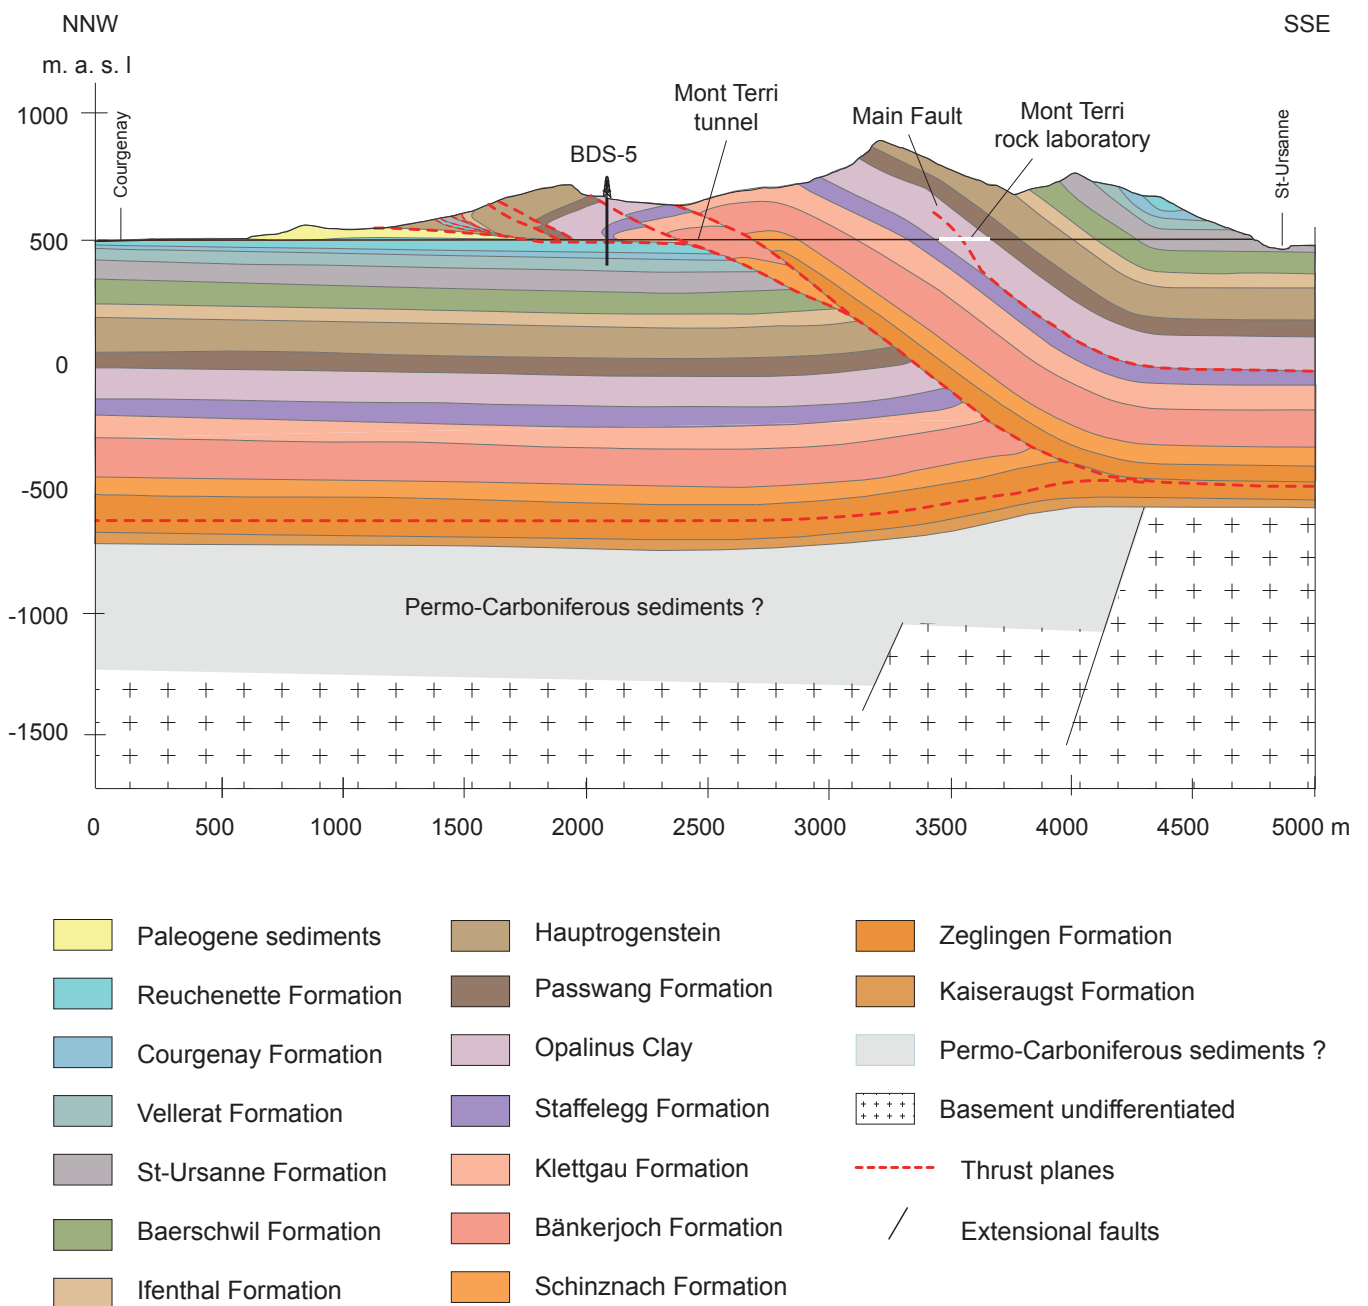 NNW
SSE
m. a. s. l
1000
500
0
-500
-1000
-1500
Courgenay
BDS-5
Mont Terri
tunnel
Main Fault
Mont Terri
rock laboratory
St-Ursanne
Permo-Carboniferous sediments ?
0 500 1000 1500 2000 2500 3000 3500 4000 4500 5000 m
Paleogene sediments
Reuchenette Formation
Courgenay Formation
Vellerat Formation
St-Ursanne Formation
Baerschwil Formation
Ifenthal Formation
Hauptrogenstein
Passwang Formation
Opalinus Clay
Staffelegg Formation
Klettgau Formation
Bänkerjoch Formation
Schinznach Formation
Zeglingen Formation
Kaiseraugst Formation
Permo-Carboniferous sediments ?
Basement undifferentiated
Thrust planes
Extensional faults